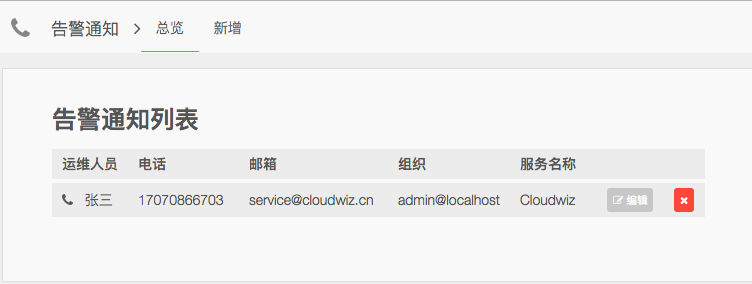 告警通知 总览 新增
告警通知列表
运维人员 电话 邮箱 组织 服务名称
张三 17070866703 service@cloudwiz.cn admin@localhost Cloudwiz 编辑